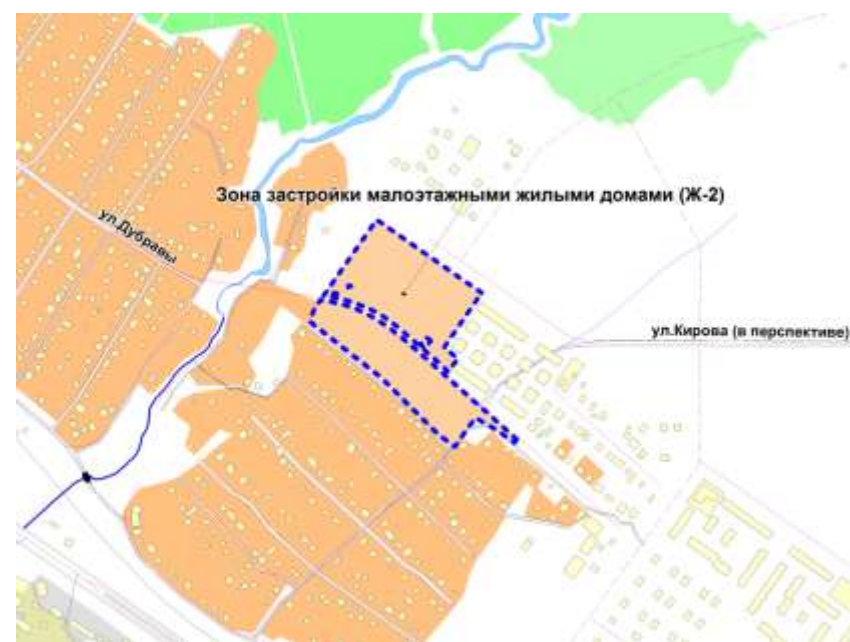 Зона застройки малоэтажными жилыми домами (Ж-2)
ул.Дубравы
ул.Кирова (в перспективе)